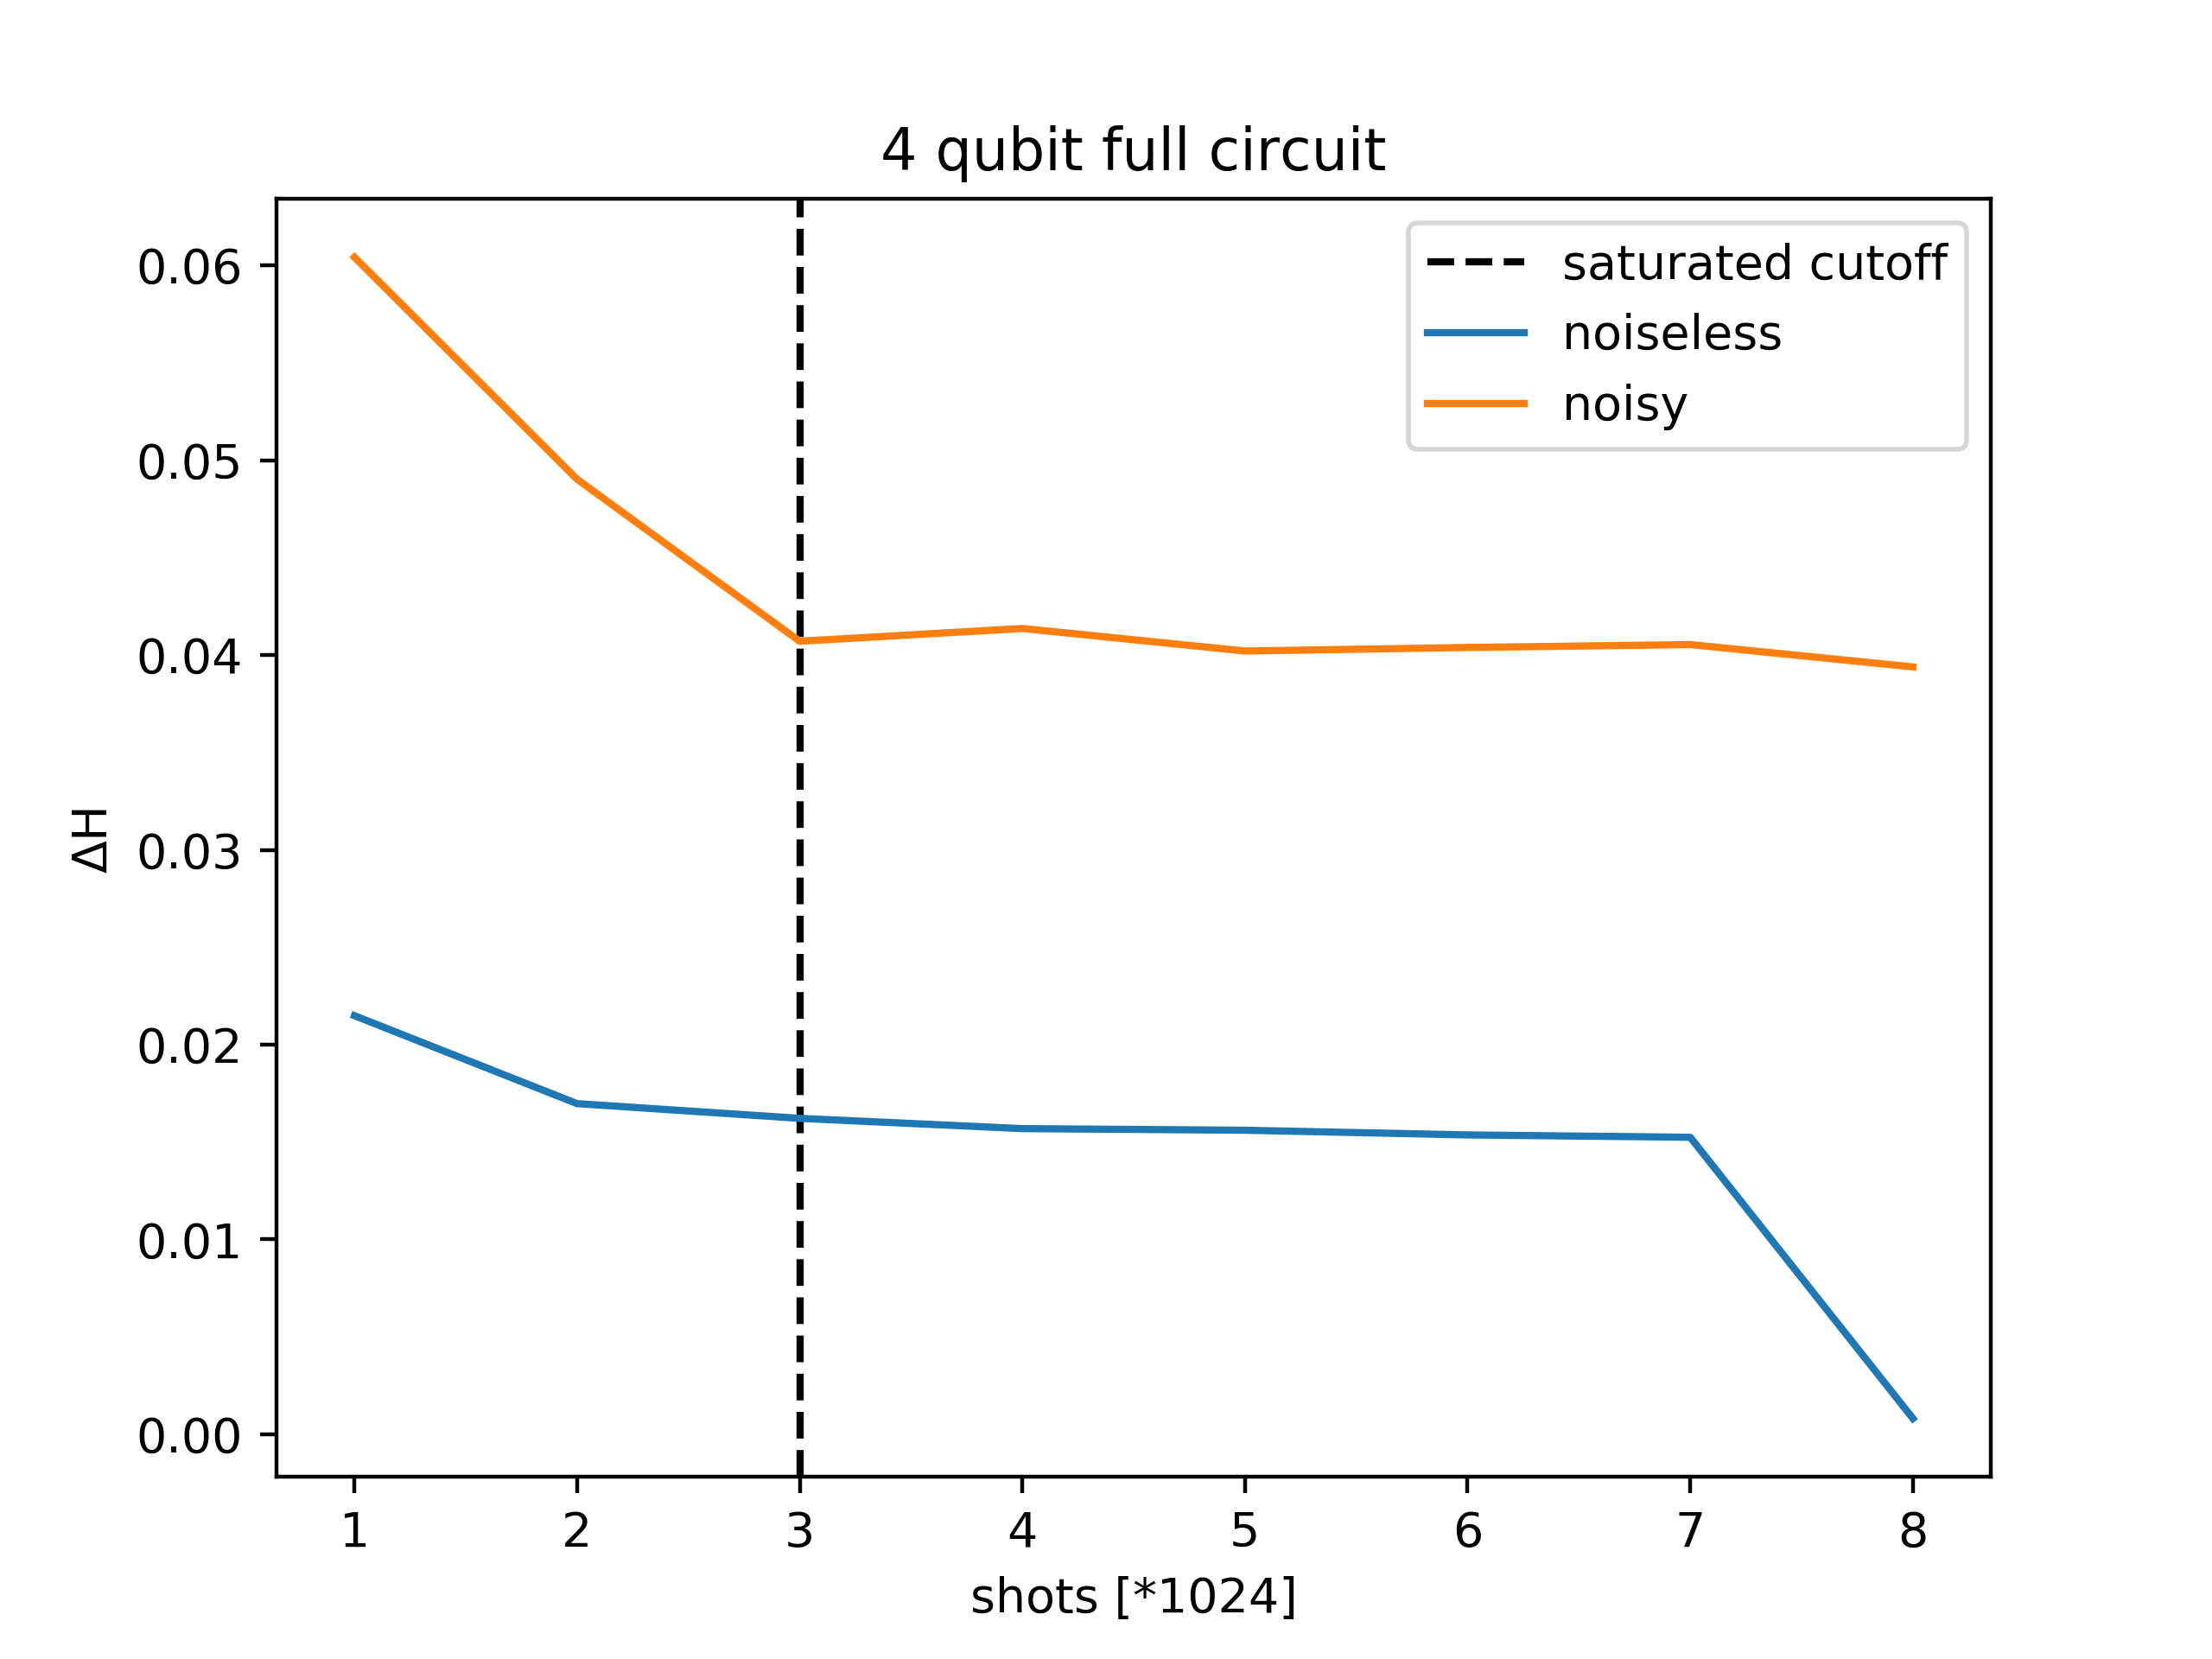 4 qubit full circuit
saturated cutoff
noiseless
noisy
0.06
0.05
0.04
0.03
0.02
0.01
0.00
ΔH
1 2 3 4 5 6 7 8
shots [*1024]